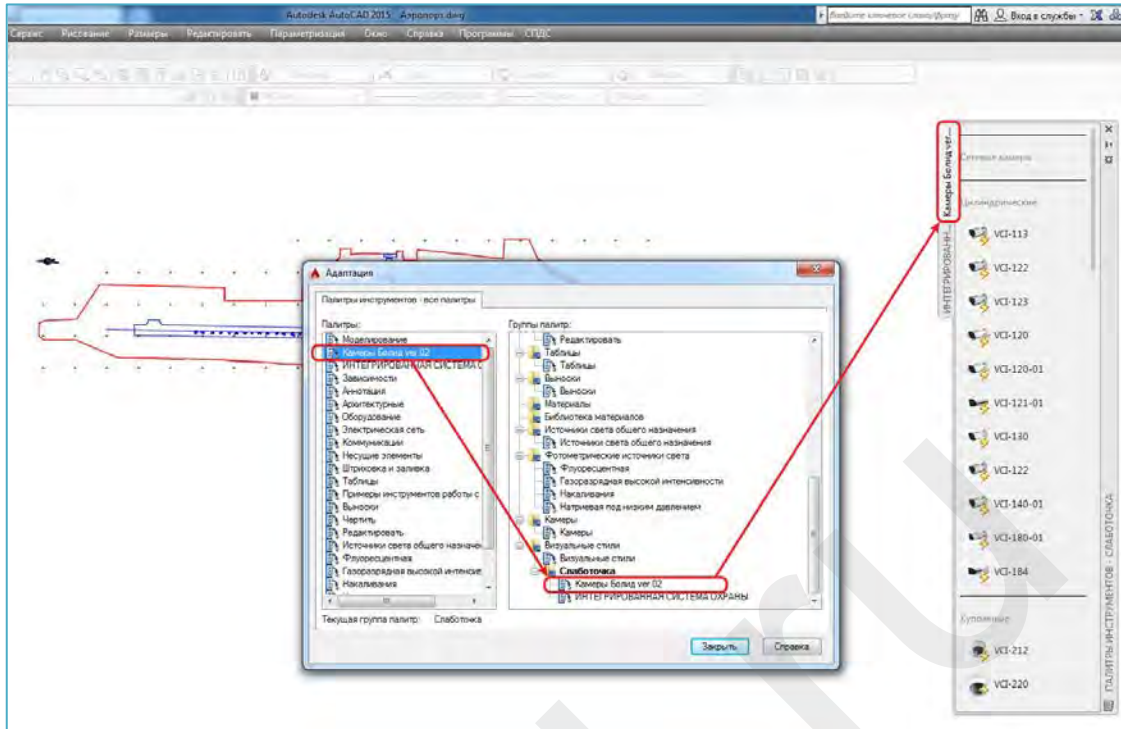 Autodesk AutoCAD 2015 Аэропорт.dwg
Введите ключевое слово/фразу
Вход в службы
Сервис Рисование Размеры Редактировать Параметризация Окно Справка Программы СПДС
Адаптация
Палитры инструментов - все палитры
Палитры:
Моделирование
Камеры Болид ver 02
ИНТЕГРИРОВАННАЯ СИСТЕМА О
Зависимости
Аннотация
Архитектурные
Оборудование
Электрическая сеть
Коммуникации
Несущие элементы
Штриховка и заливка
Таблицы
Примеры инструментов работы с
Выноски
Чертить
Редактировать
Источники света общего назначен
Флуоресцентная
Газоразрядная высокой интенсив
Накаливания
Группы палитр:
Редактировать
Таблицы
Таблицы
Выноски
Выноски
Материалы
Библиотека материалов
Источники света общего назначения
Источники света общего назначения
Фотометрические источники света
Флуоресцентная
Газоразрядная высокой интенсивности
Накаливания
Натриевая под низким давлением
Камеры
Камеры
Визуальные стили
Визуальные стили
Слаботочка
Камеры Болид ver 02
ИНТЕГРИРОВАННАЯ СИСТЕМА ОХРАНЫ
Текущая группа палитр: Слаботочка
Закрыть
Справка
Камеры Болид ver...
ИНТЕГРИРОВАНН...
Сетевая камера
Цилиндрические
VCI-113
VCI-122
VCI-123
VCI-120
VCI-120-01
VCI-121-01
VCI-130
VCI-122
VCI-140-01
VCI-180-01
VCI-184
Купольные
VCI-212
VCI-220
ПАЛИТРЫ ИНСТРУМЕНТОВ - СЛАБОТОЧКА
ru